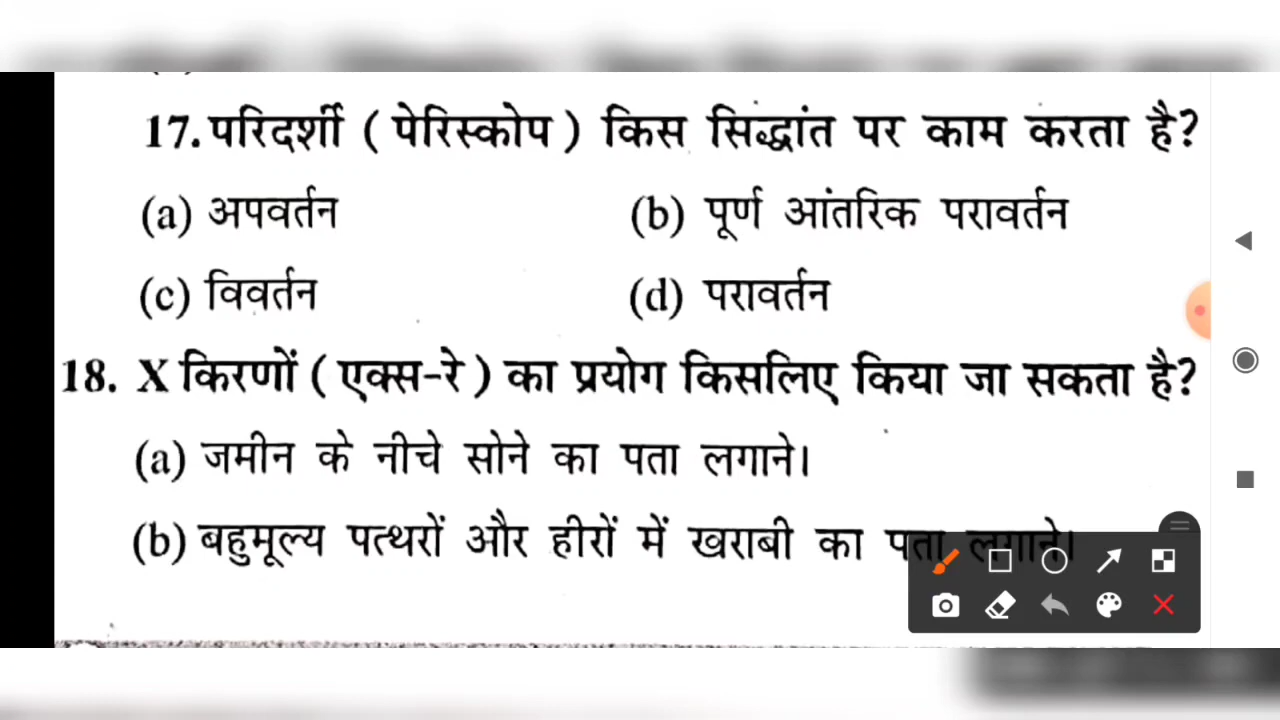 17. परिदर्शी ( पेरिस्कोप ) किस सिद्धांत पर काम करता है?
(a) अपवर्तन (b) पूर्ण आंतरिक परावर्तन
(c) विवर्तन (d) परावर्तन
18. X किरणों ( एक्स-रे ) का प्रयोग किसलिए किया जा सकता है?
(a) जमीन के नीचे सोने का पता लगाने।
(b) बहुमूल्य पत्थरों और हीरों में खराबी का पता लगाने।